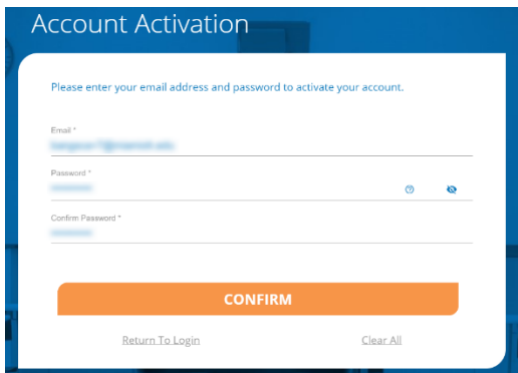 Account Activation
Please enter your email address and password to activate your account.
Email *
Password *
Confirm Password *
CONFIRM
Return To Login Clear All